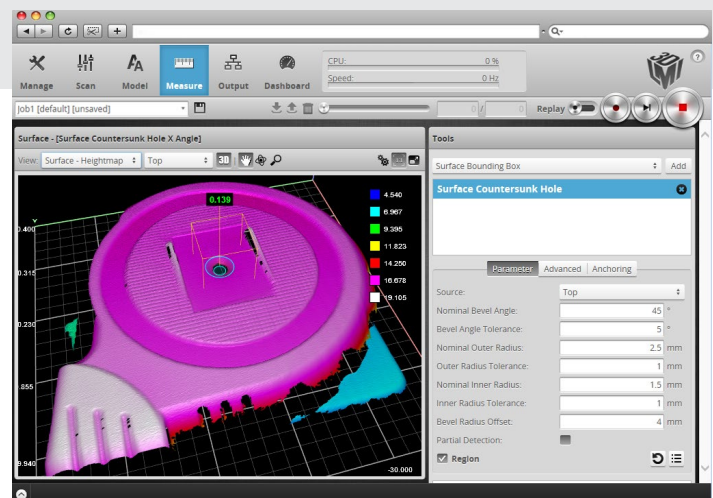 Manage
Scan
Model
Measure
Output
Dashboard
CPU: 0 %
Speed: 0 Hz
Job1 [default] [unsaved]
0 / 0
Replay
Surface - [Surface Countersunk Hole X Angle]
View: Surface - Heightmap Top 3D
0.139
4.540
6.967
9.395
11.823
14.250
16.678
19.105
Y
0.400
0.315
0.230
.855
9.940
-30.000
Tools
Surface Bounding Box Add
Surface Countersunk Hole
Parameter Advanced Anchoring
Source: Top
Nominal Bevel Angle: 45 °
Bevel Angle Tolerance: 5 °
Nominal Outer Radius: 2.5 mm
Outer Radius Tolerance: 1 mm
Nominal Inner Radius: 1.5 mm
Inner Radius Tolerance: 1 mm
Bevel Radius Offset: 4 mm
Partial Detection:
Region